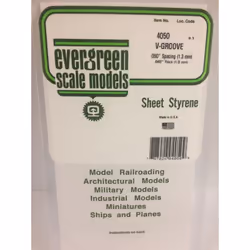 Item No.
Loc. Code
4050
V-GROOVE
.050" Spacing (1.3 mm)
evergreen
scale models
Sheet Styrene
Made in U.S.A.
Model Railroading
Architectural Models
Military Models
Industrial Models
Miniatures
Ships and Planes